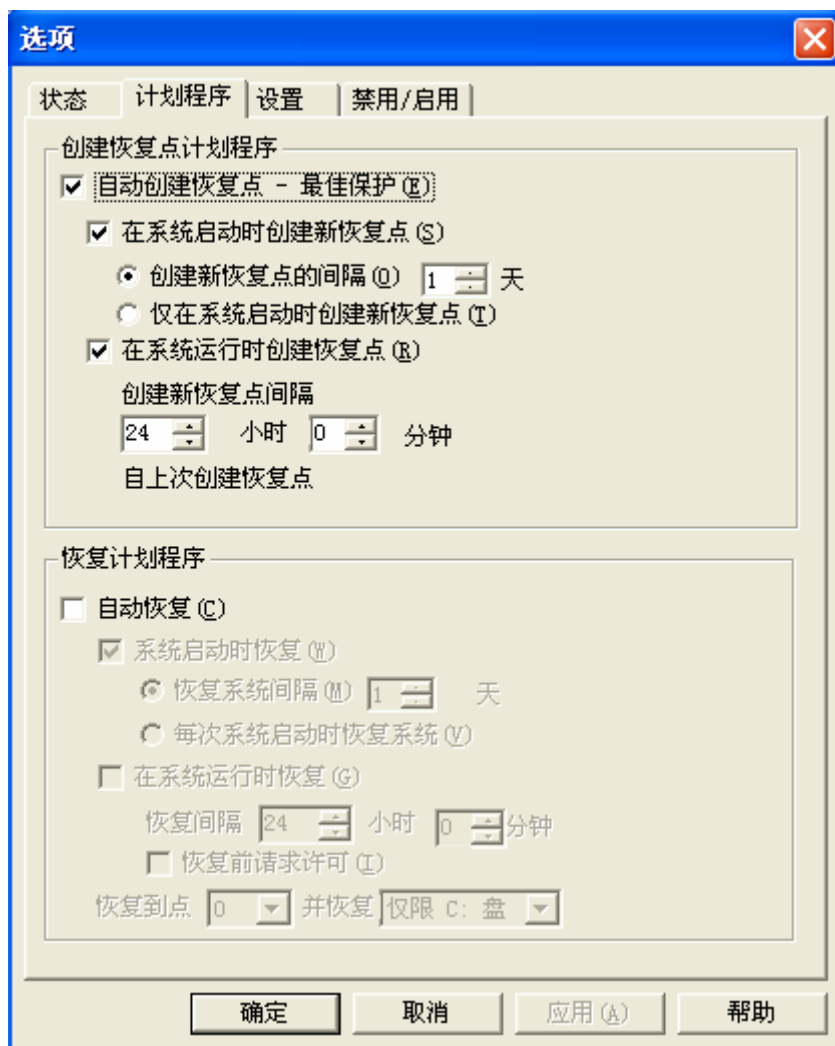 选项
状态 计划程序 设置 禁用/启用
创建恢复点计划程序
自动创建恢复点 - 最佳保护(E)
在系统启动时创建新恢复点(S)
创建新恢复点的间隔(O) 1 天
仅在系统启动时创建新恢复点(T)
在系统运行时创建恢复点(R)
创建新恢复点间隔
24 小时 0 分钟
自上次创建恢复点
恢复计划程序
自动恢复(C)
系统启动时恢复(W)
恢复系统间隔(M) 1 天
每次系统启动时恢复系统(V)
在系统运行时恢复(G)
恢复间隔 24 小时 0 分钟
恢复前请求许可(I)
恢复到点 0 并恢复 仅限 C: 盘
确定 取消 应用(A) 帮助